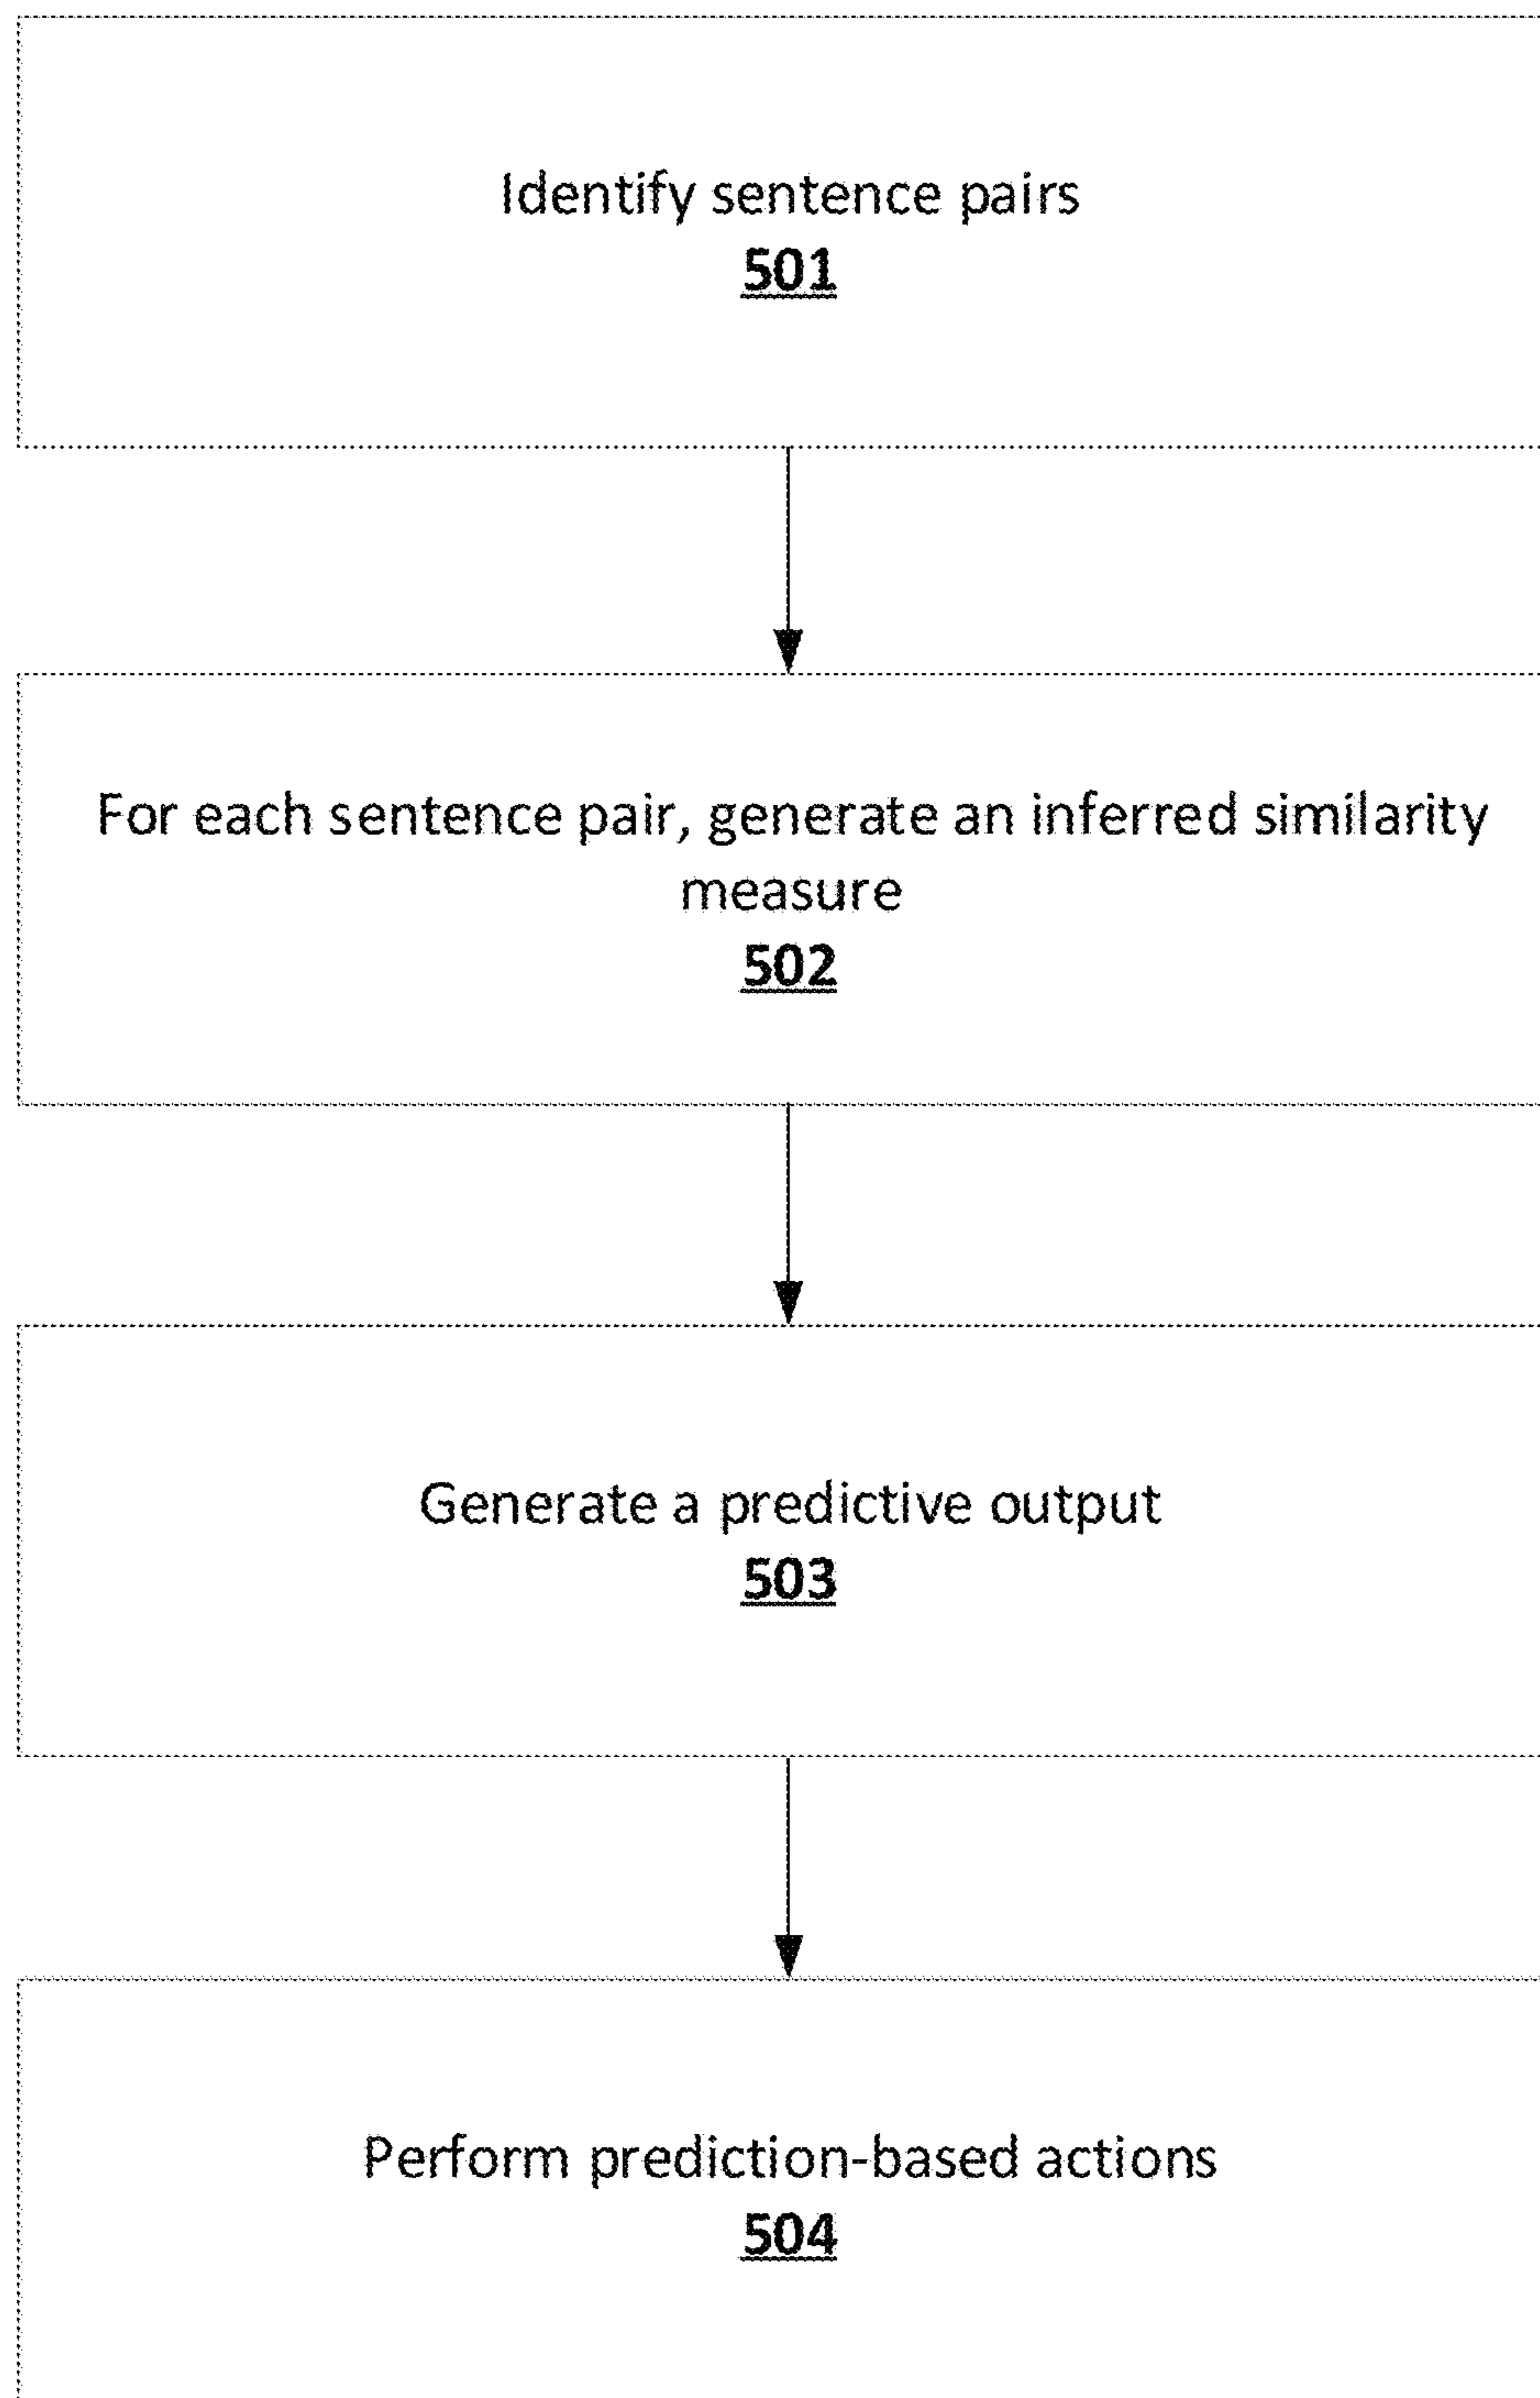 Identify sentence pairs
501
For each sentence pair, generate an inferred similarity
measure
502
Generate a predictive output
503
Perform prediction-based actions
504